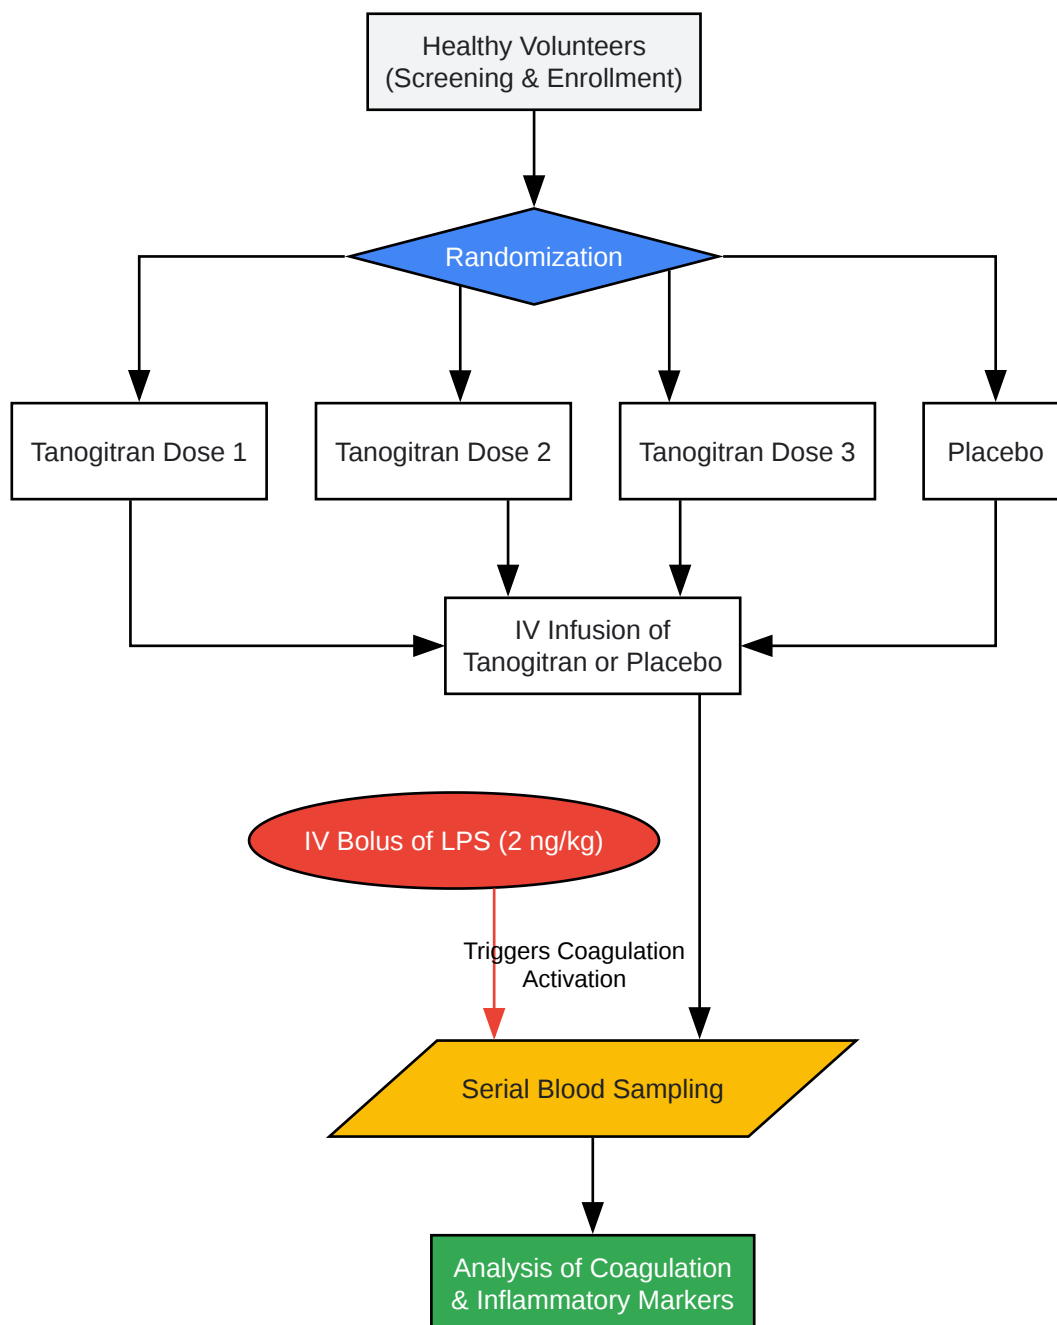 Healthy Volunteers
(Screening & Enrollment)
Randomization
Tanogitran Dose 1
Tanogitran Dose 2
Tanogitran Dose 3
Placebo
IV Infusion of
Tanogitran or Placebo
IV Bolus of LPS (2 ng/kg)
Triggers Coagulation
Activation
Serial Blood Sampling
Analysis of Coagulation
& Inflammatory Markers